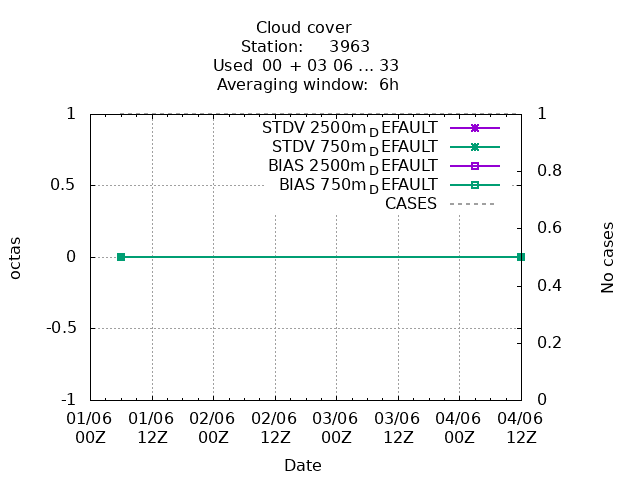 Cloud cover
Station: 3963
Used 00 + 03 06 ... 33
Averaging window: 6h
STDV 2500m_DEFAULT
STDV 750m_DEFAULT
BIAS 2500m_DEFAULT
BIAS 750m_DEFAULT
CASES
1
0.5
0
-0.5
-1
octas
1
0.8
0.6
0.4
0.2
0
No cases
01/06 01/06 02/06 02/06 03/06 03/06 04/06 04/06
00Z 12Z 00Z 12Z 00Z 12Z 00Z 12Z
Date